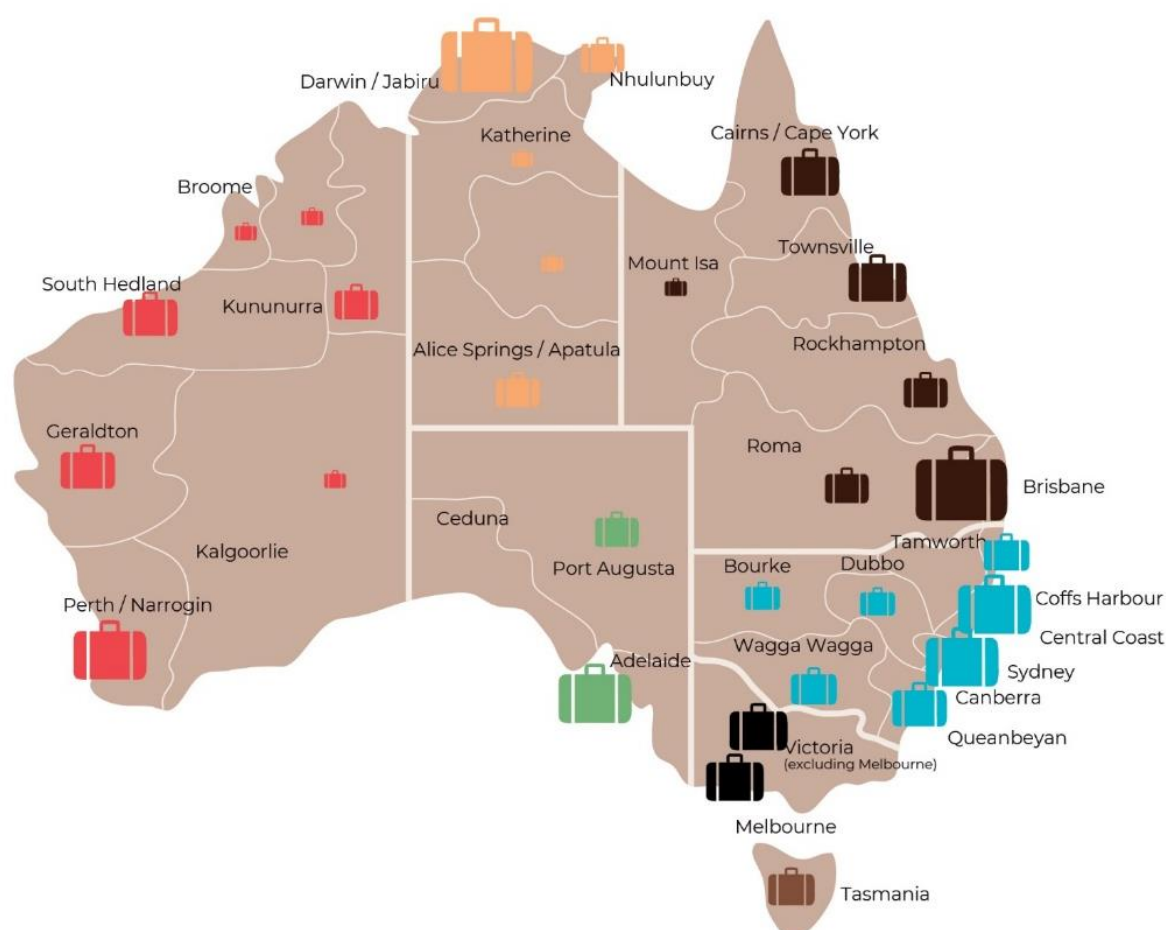 Darwin / Jabiru
Nhulunbuy
Katherine
Cairns / Cape York
Broome
Townsville
Mount Isa
South Hedland
Kununurra
Rockhampton
Alice Springs / Apatula
Geraldton
Roma
Brisbane
Ceduna
Tamworth
Kalgoorlie
Port Augusta
Bourke
Dubbo
Perth / Narrogin
Coffs Harbour
Central Coast
Wagga Wagga
Adelaide
Sydney
Canberra
Queanbeyan
Victoria
(excluding Melbourne)
Melbourne
Tasmania